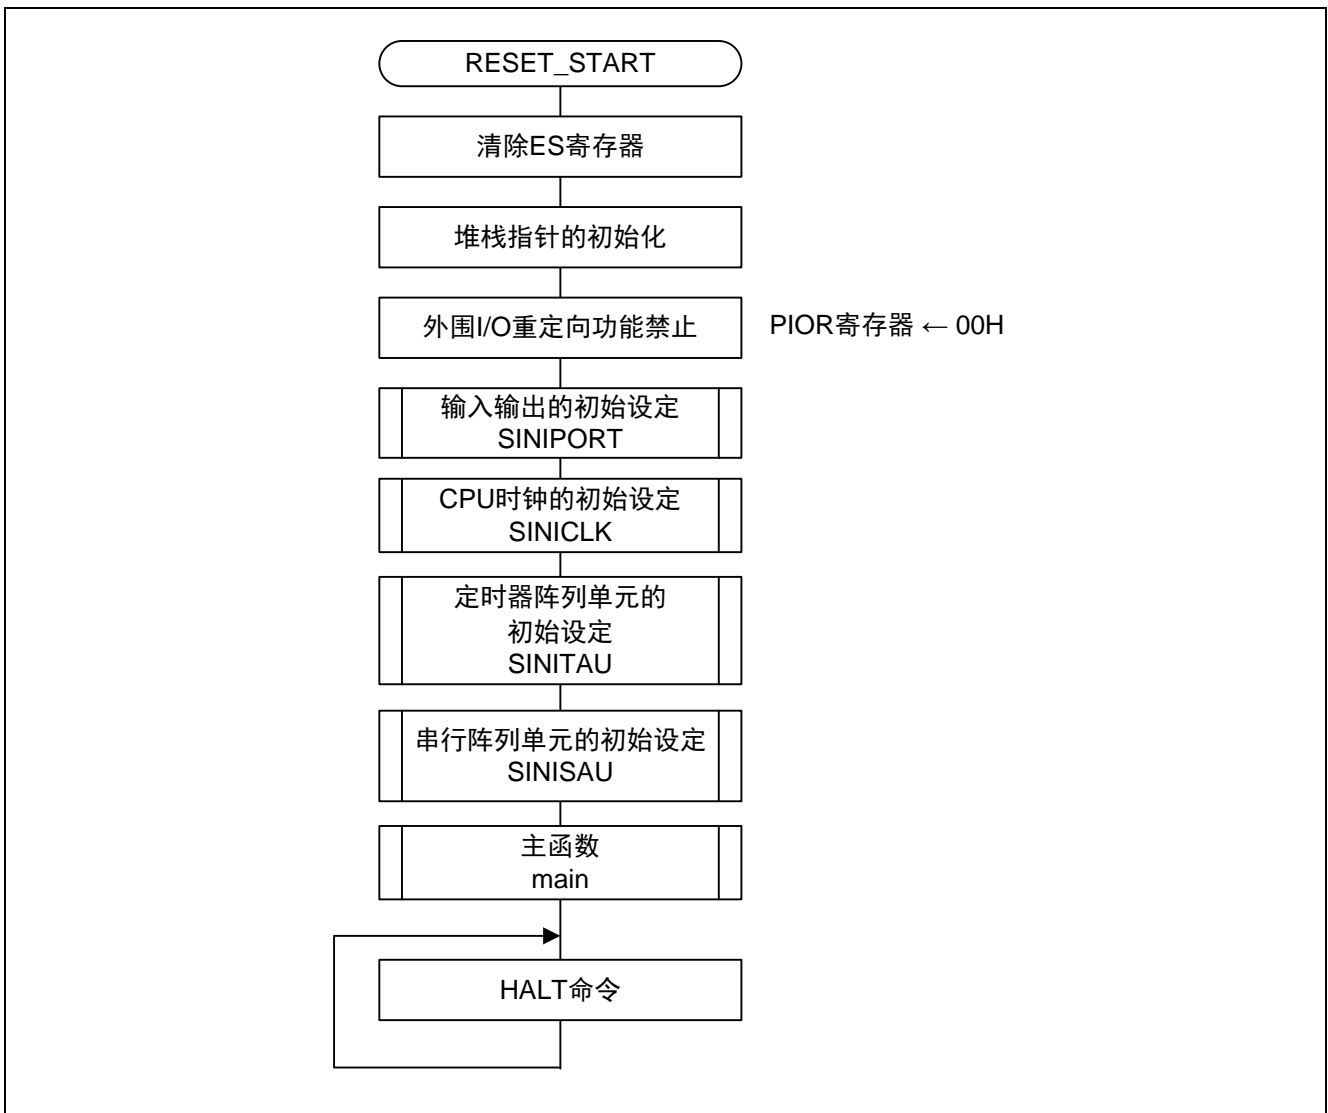 RESET_START
清除ES寄存器
堆栈指针的初始化
外围I/O重定向功能禁止
PIOR寄存器 ← 00H
输入输出的初始设定
SINIPORT
CPU时钟的初始设定
SINICLK
定时器阵列单元的
初始设定
SINITAU
串行阵列单元的初始设定
SINISAU
主函数
main
HALT命令